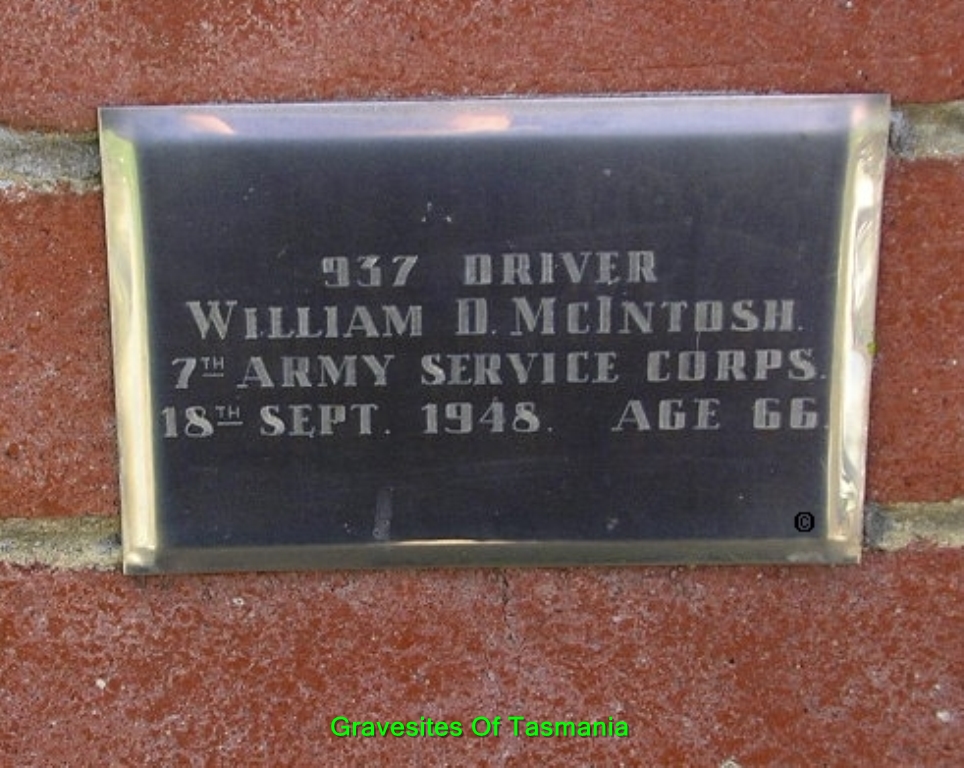 937 DRIVER
WILLIAM D. MCINTOSH.
7TH ARMY SERVICE CORPS.
18TH SEPT. 1948. AGE 66.
©
Gravesites Of Tasmania